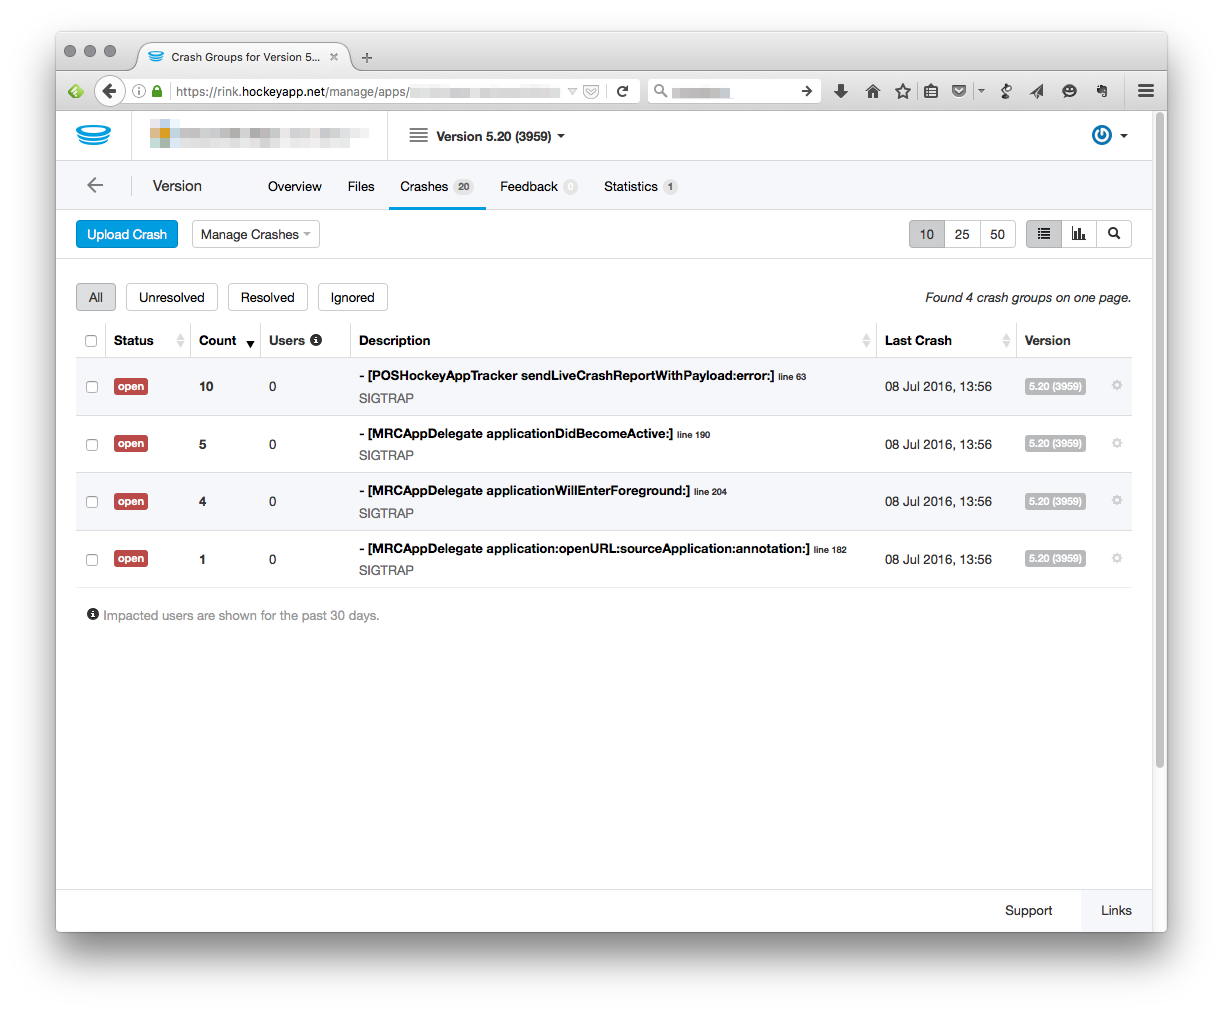 Crash Groups for Version 5...
https://rink.hockeyapp.net/manage/apps/
Version 5.20 (3959)
Version
Overview
Files
Crashes 20
Feedback 0
Statistics 1
Upload Crash
Manage Crashes
10 25 50
All
Unresolved
Resolved
Ignored
Found 4 crash groups on one page.
Status Count Users Description Last Crash Version
open 10 0 - [POSHockeyAppTracker sendLiveCrashReportWithPayload:error:] line 63 08 Jul 2016, 13:56 5.20 (3959)
SIGTRAP
open 5 0 - [MRCAppDelegate applicationDidBecomeActive:] line 190 08 Jul 2016, 13:56 5.20 (3959)
SIGTRAP
open 4 0 - [MRCAppDelegate applicationWillEnterForeground:] line 204 08 Jul 2016, 13:56 5.20 (3959)
SIGTRAP
open 1 0 - [MRCAppDelegate application:openURL:sourceApplication:annotation:] line 182 08 Jul 2016, 13:56 5.20 (3959)
SIGTRAP
Impacted users are shown for the past 30 days.
Support
Links